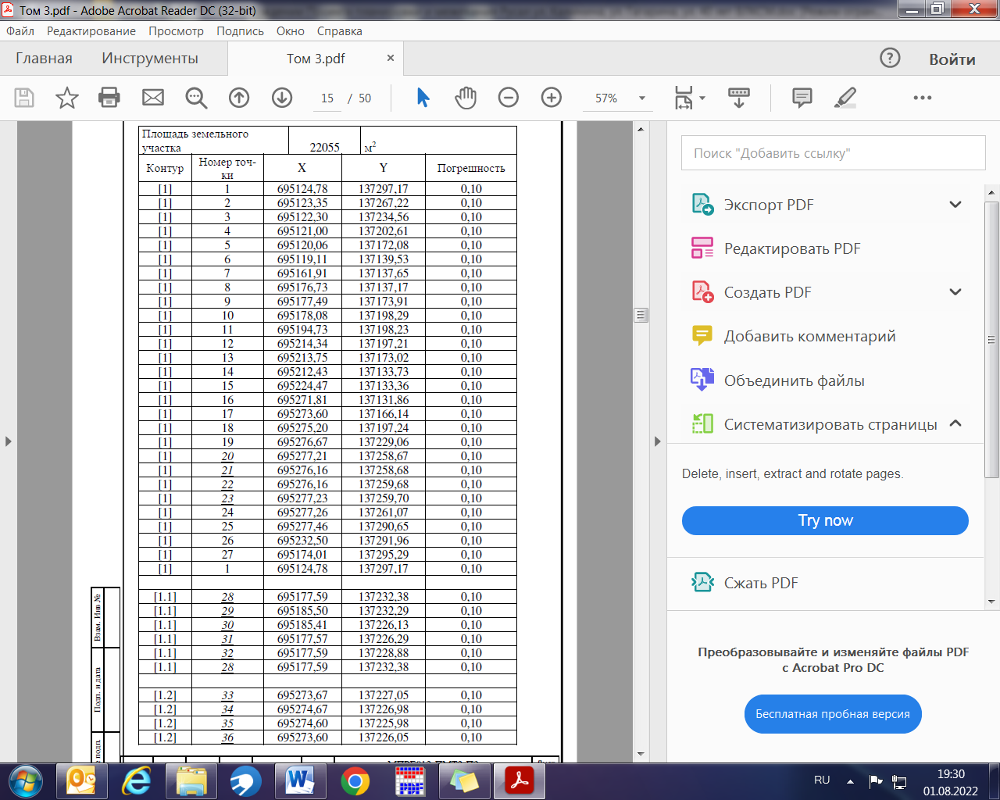 Том 3.pdf - Adobe Acrobat Reader DC (32-bit)
Файл Редактирование Просмотр Подпись Окно Справка
Главная Инструменты Том 3.pdf × Войти
15 / 50 57%
Площадь земельного участка 22055 м²
Контур Номер точ-ки X Y Погрешность
[1] 1 695124,78 137297,17 0,10
[1] 2 695123,35 137267,22 0,10
[1] 3 695122,30 137234,56 0,10
[1] 4 695121,00 137202,61 0,10
[1] 5 695120,06 137172,08 0,10
[1] 6 695119,11 137139,53 0,10
[1] 7 695161,91 137137,65 0,10
[1] 8 695176,73 137137,17 0,10
[1] 9 695177,49 137173,91 0,10
[1] 10 695178,08 137198,29 0,10
[1] 11 695194,73 137198,23 0,10
[1] 12 695214,34 137197,21 0,10
[1] 13 695213,75 137173,02 0,10
[1] 14 695212,43 137133,73 0,10
[1] 15 695224,47 137133,36 0,10
[1] 16 695271,81 137131,86 0,10
[1] 17 695273,60 137166,14 0,10
[1] 18 695275,20 137197,24 0,10
[1] 19 695276,67 137229,06 0,10
[1] 20 695277,21 137258,67 0,10
[1] 21 695276,16 137258,68 0,10
[1] 22 695276,16 137259,68 0,10
[1] 23 695277,23 137259,70 0,10
[1] 24 695277,26 137261,07 0,10
[1] 25 695277,46 137290,65 0,10
[1] 26 695232,50 137291,96 0,10
[1] 27 695174,01 137295,29 0,10
[1] 1 695124,78 137297,17 0,10
[1.1] 28 695177,59 137232,38 0,10
[1.1] 29 695185,50 137232,29 0,10
[1.1] 30 695185,41 137226,13 0,10
[1.1] 31 695177,57 137226,29 0,10
[1.1] 32 695177,59 137228,88 0,10
[1.1] 28 695177,59 137232,38 0,10
[1.2] 33 695273,67 137227,05 0,10
[1.2] 34 695274,67 137226,98 0,10
[1.2] 35 695274,60 137225,98 0,10
[1.2] 36 695273,60 137226,05 0,10
Взам. Инв №
Подп. и дата
подп.
Поиск "Добавить ссылку"
Экспорт PDF
Редактировать PDF
Создать PDF
Добавить комментарий
Объединить файлы
Систематизировать страницы
Delete, insert, extract and rotate pages.
Try now
Сжать PDF
Преобразовывайте и изменяйте файлы PDF
с Acrobat Pro DC
Бесплатная пробная версия
RU 19:30
01.08.2022